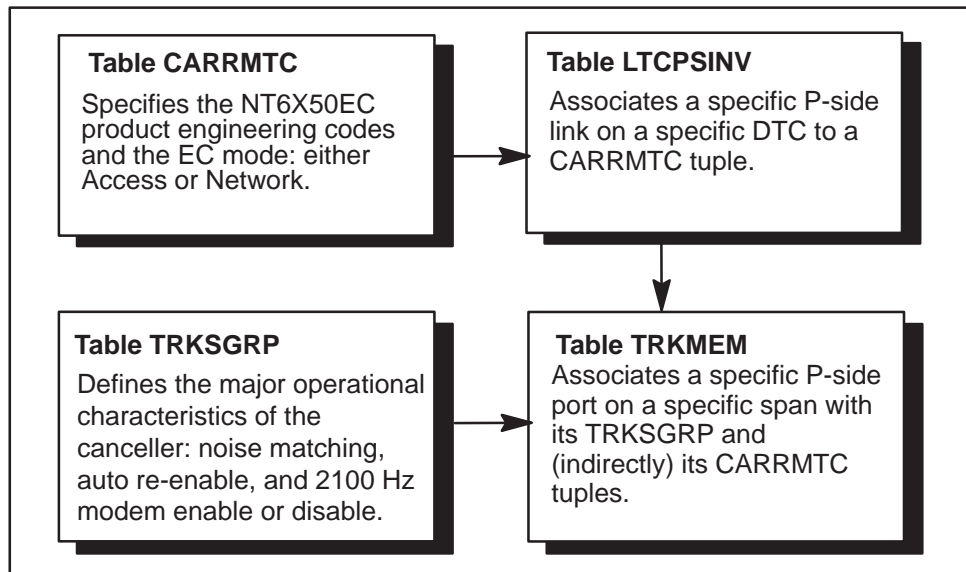 Table CARRMTC
Specifies the NT6X50EC
product engineering codes
and the EC mode: either
Access or Network.
Table LTCPSINV
Associates a specific P-side
link on a specific DTC to a
CARRMTC tuple.
Table TRKSGRP
Defines the major operational
characteristics of the
canceller: noise matching,
auto re-enable, and 2100 Hz
modem enable or disable.
Table TRKMEM
Associates a specific P-side
port on a specific span with
its TRKSGRP and
(indirectly) its CARRMTC
tuples.